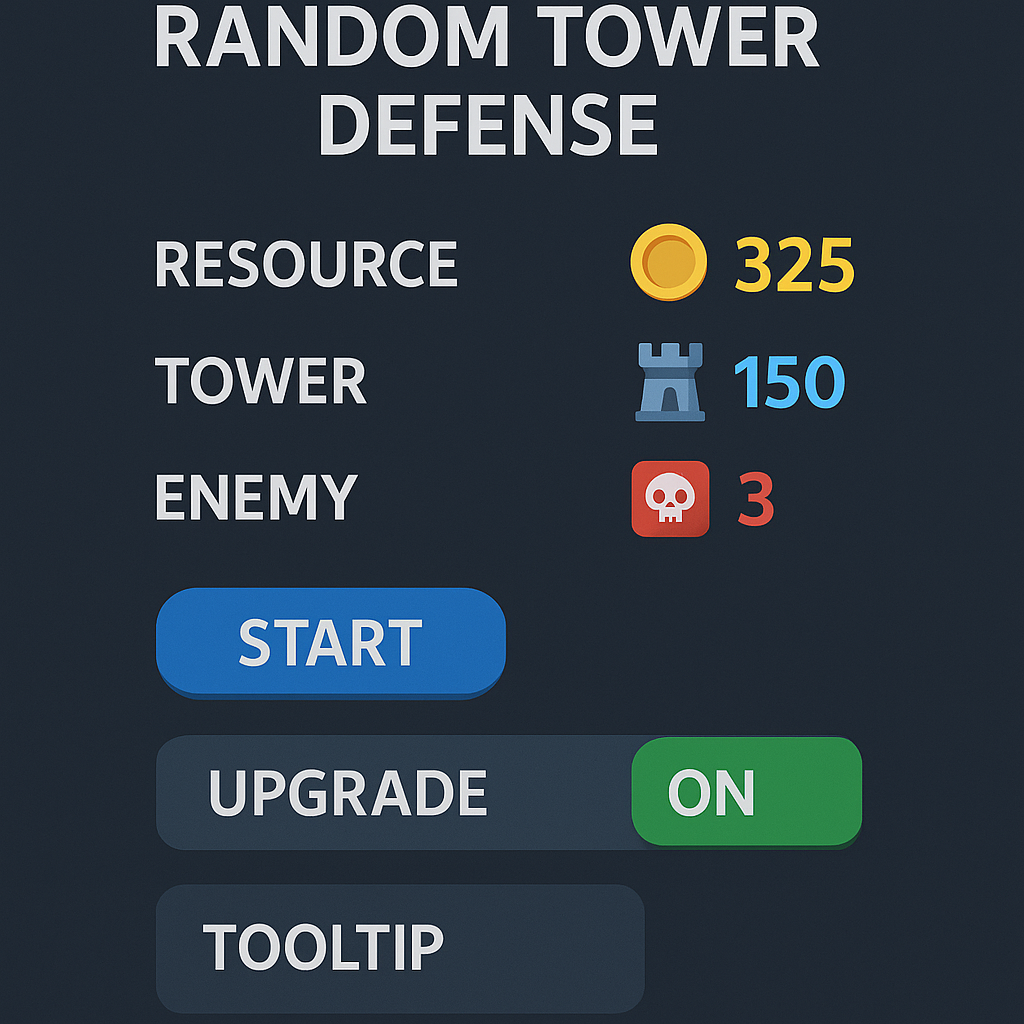 RANDOM TOWER
DEFENSE
RESOURCE 325
TOWER 150
ENEMY 3
START
UPGRADE ON
TOOLTIP